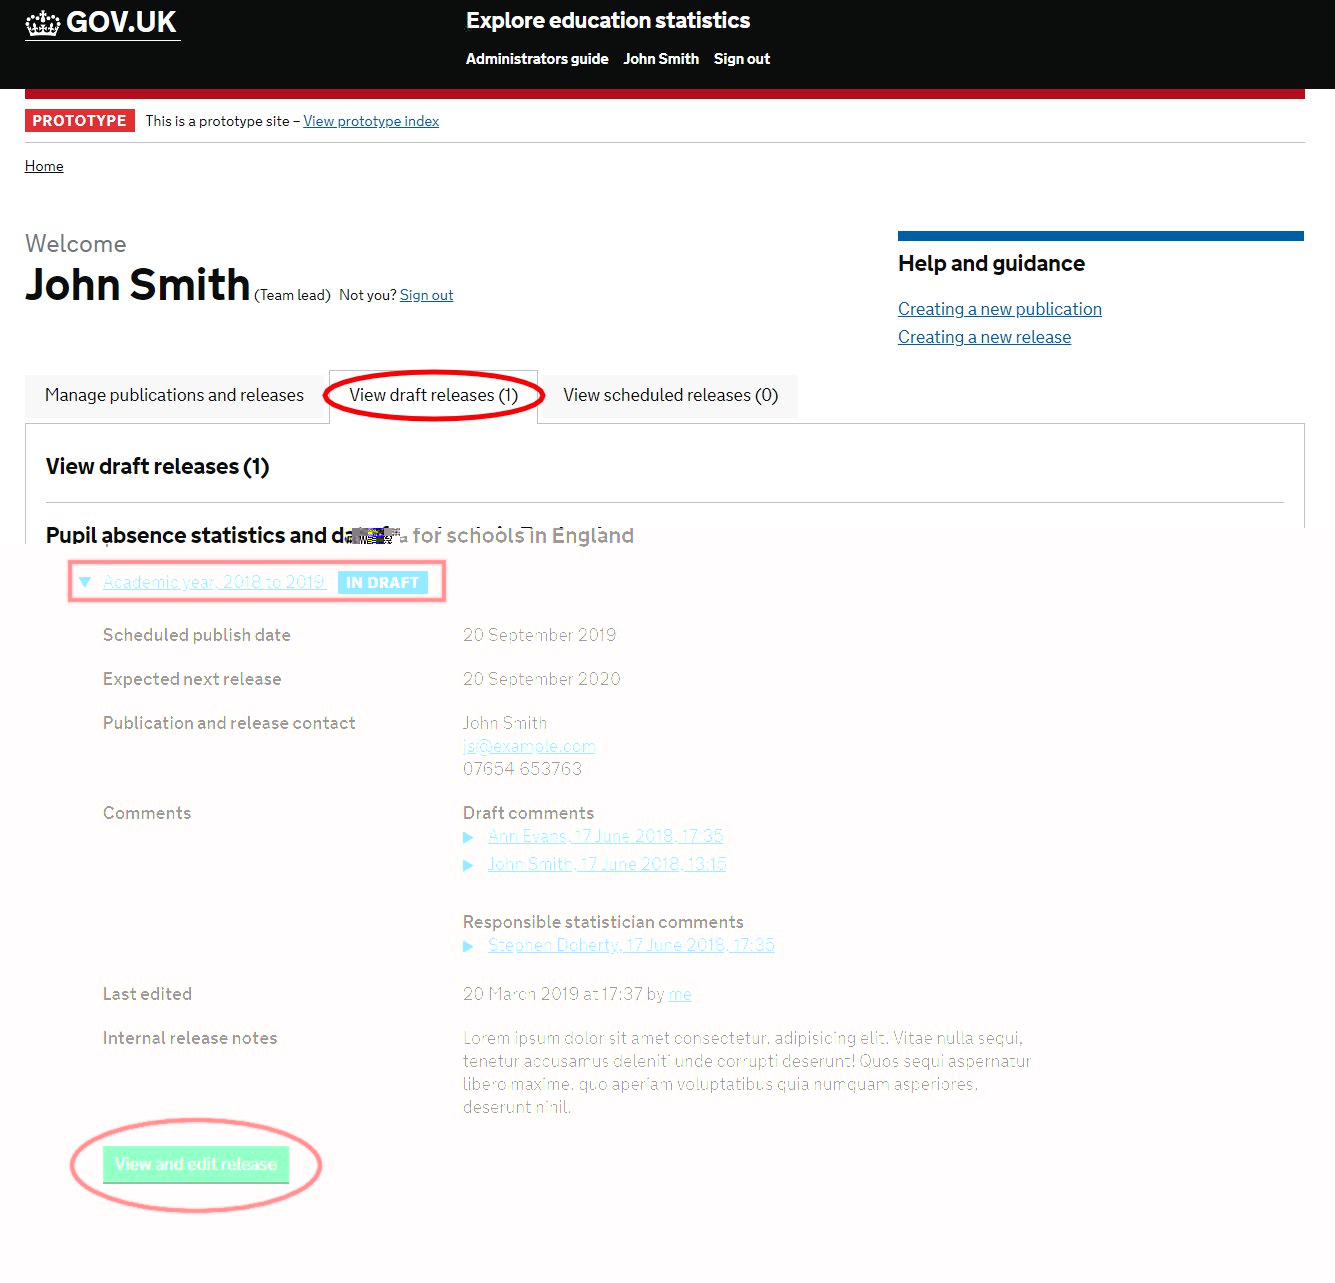 GOV.UK
Explore education statistics
Administrators guide John Smith Sign out
PROTOTYPE This is a prototype site – View prototype index
Home
Welcome
John Smith (Team lead) Not you? Sign out
Help and guidance
Creating a new publication
Creating a new release
Manage publications and releases View draft releases (1) View scheduled releases (0)
View draft releases (1)
Pupil absence statistics and for schools in England
Academic year, 2018 to 2019 IN DRAFT
Scheduled publish date 20 September 2019
Expected next release 20 September 2020
Publication and release contact John Smith
js@example.com
07654 653763
Comments Draft comments
Ann Evans, 17 June 2018, 17:35
John Smith, 17 June 2018, 13:15
Responsible statistician comments
Stephen Doherty, 17 June 2018, 17:35
Last edited 20 March 2019 at 17:37 by me
Internal release notes Lorem ipsum dolor sit amet consectetur, adipisicing elit. Vitae nulla sequi,
tenetur accusamus deleniti unde corrupti deserunt! Quos sequi aspernatur
libero maxime, quo aperiam voluptatibus quia numquam asperiores,
deserunt nihil.
View and edit release